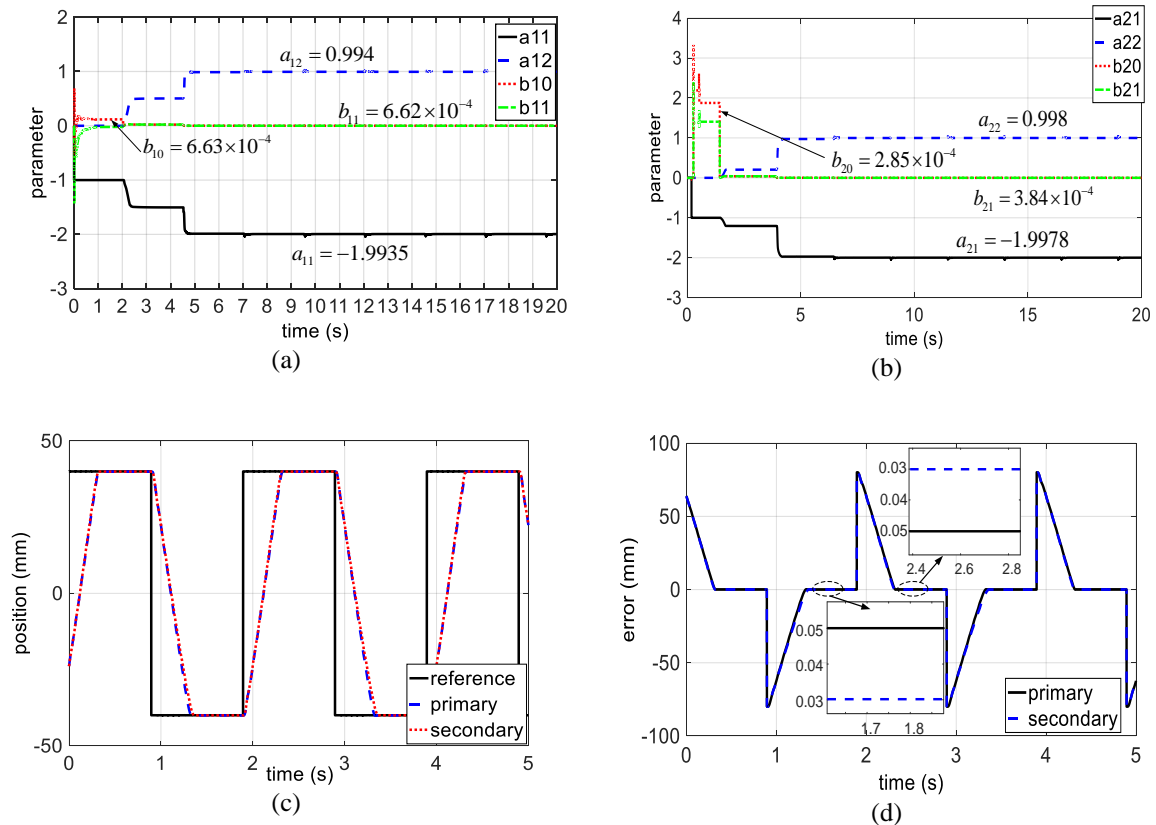 2
1
0
-1
-2
-3
parameter
0 1 2 3 4 5 6 7 8 9 10 11 12 13 14 15 16 17 18 19 20
time (s)
a11
a12
b10
b11
a₁₂ = 0.994
b₁₁ = 6.62×10⁻⁴
b₁₀ = 6.63×10⁻⁴
a₁₁ = −1.9935
(a)
4
3
2
1
0
-1
-2
-3
parameter
0 5 10 15 20
time (s)
a21
a22
b20
b21
a₂₂ = 0.998
b₂₀ = 2.85×10⁻⁴
b₂₁ = 3.84×10⁻⁴
a₂₁ = −1.9978
(b)
50
0
-50
position (mm)
0 1 2 3 4 5
time (s)
reference
primary
secondary
(c)
100
50
0
-50
-100
error (mm)
0 1 2 3 4 5
time (s)
0.03
0.04
0.05
2.4 2.6 2.8
0.05
0.04
0.03
1.7 1.8
primary
secondary
(d)